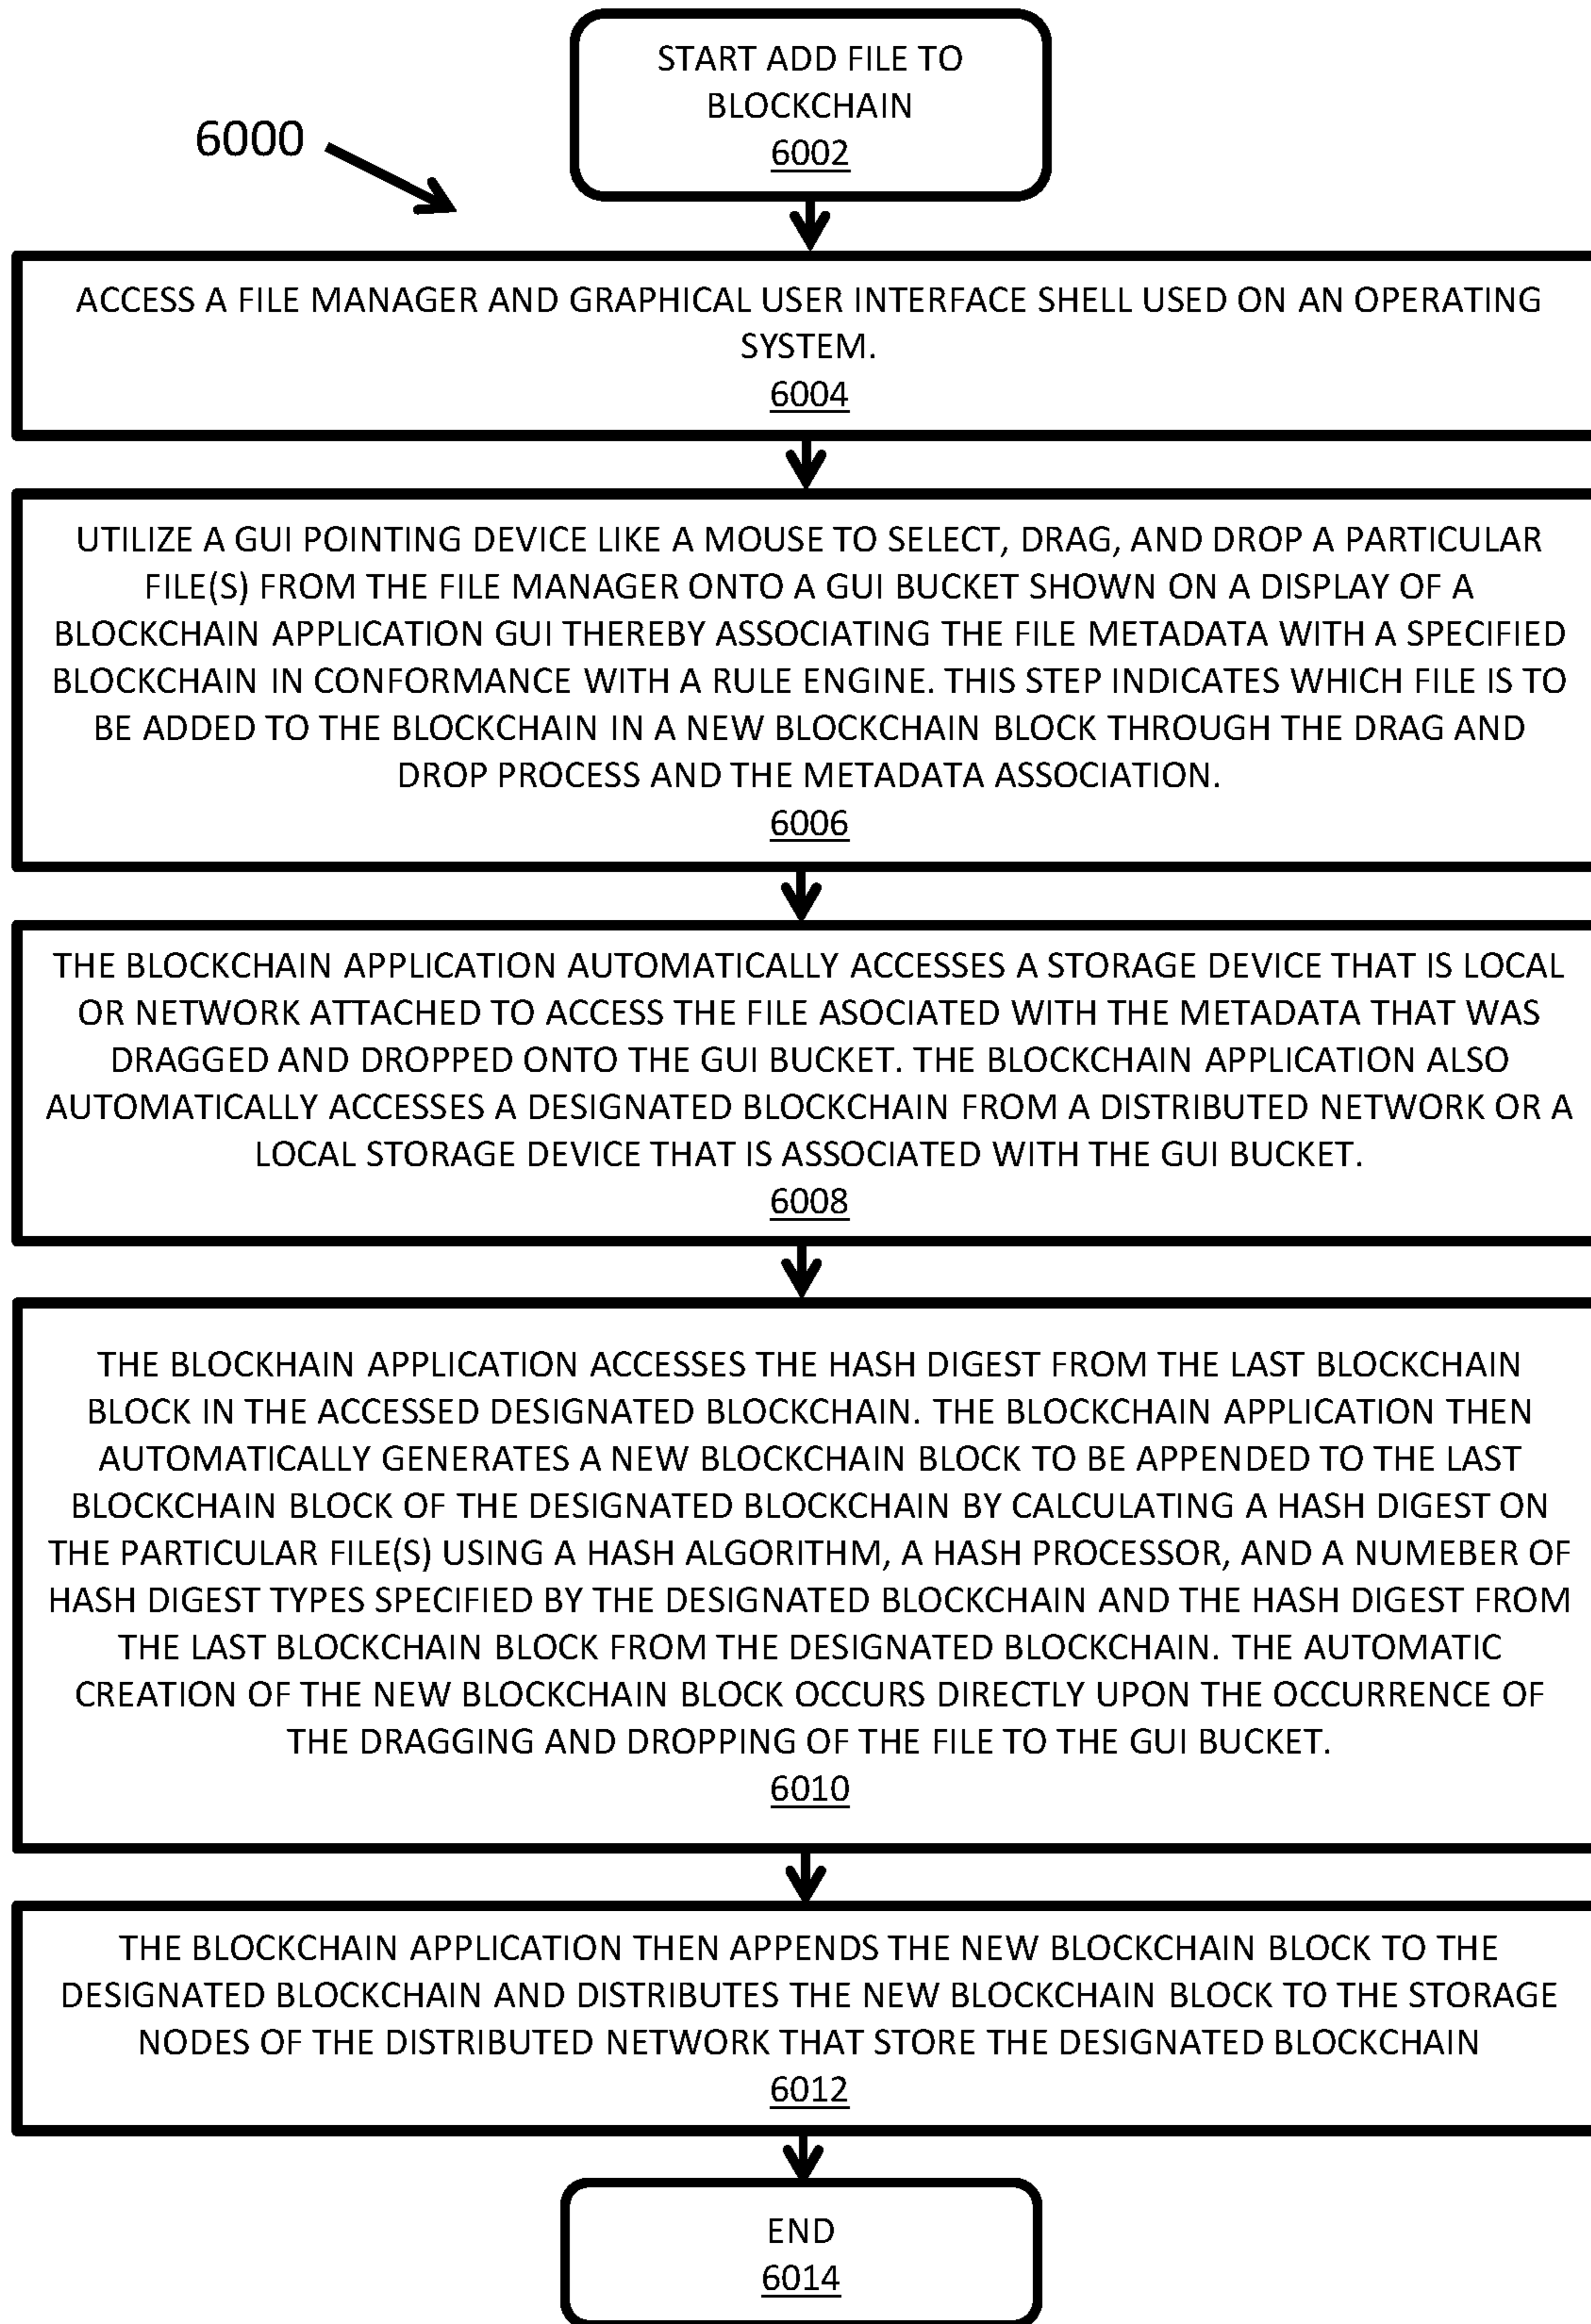 START ADD FILE TO
BLOCKCHAIN
6002
6000
ACCESS A FILE MANAGER AND GRAPHICAL USER INTERFACE SHELL USED ON AN OPERATING
SYSTEM.
6004
UTILIZE A GUI POINTING DEVICE LIKE A MOUSE TO SELECT, DRAG, AND DROP A PARTICULAR
FILE(S) FROM THE FILE MANAGER ONTO A GUI BUCKET SHOWN ON A DISPLAY OF A
BLOCKCHAIN APPLICATION GUI THEREBY ASSOCIATING THE FILE METADATA WITH A SPECIFIED
BLOCKCHAIN IN CONFORMANCE WITH A RULE ENGINE. THIS STEP INDICATES WHICH FILE IS TO
BE ADDED TO THE BLOCKCHAIN IN A NEW BLOCKCHAIN BLOCK THROUGH THE DRAG AND
DROP PROCESS AND THE METADATA ASSOCIATION.
6006
THE BLOCKCHAIN APPLICATION AUTOMATICALLY ACCESSES A STORAGE DEVICE THAT IS LOCAL
OR NETWORK ATTACHED TO ACCESS THE FILE ASOCIATED WITH THE METADATA THAT WAS
DRAGGED AND DROPPED ONTO THE GUI BUCKET. THE BLOCKCHAIN APPLICATION ALSO
AUTOMATICALLY ACCESSES A DESIGNATED BLOCKCHAIN FROM A DISTRIBUTED NETWORK OR A
LOCAL STORAGE DEVICE THAT IS ASSOCIATED WITH THE GUI BUCKET.
6008
THE BLOCKHAIN APPLICATION ACCESSES THE HASH DIGEST FROM THE LAST BLOCKCHAIN
BLOCK IN THE ACCESSED DESIGNATED BLOCKCHAIN. THE BLOCKCHAIN APPLICATION THEN
AUTOMATICALLY GENERATES A NEW BLOCKCHAIN BLOCK TO BE APPENDED TO THE LAST
BLOCKCHAIN BLOCK OF THE DESIGNATED BLOCKCHAIN BY CALCULATING A HASH DIGEST ON
THE PARTICULAR FILE(S) USING A HASH ALGORITHM, A HASH PROCESSOR, AND A NUMEBER OF
HASH DIGEST TYPES SPECIFIED BY THE DESIGNATED BLOCKCHAIN AND THE HASH DIGEST FROM
THE LAST BLOCKCHAIN BLOCK FROM THE DESIGNATED BLOCKCHAIN. THE AUTOMATIC
CREATION OF THE NEW BLOCKCHAIN BLOCK OCCURS DIRECTLY UPON THE OCCURRENCE OF
THE DRAGGING AND DROPPING OF THE FILE TO THE GUI BUCKET.
6010
THE BLOCKCHAIN APPLICATION THEN APPENDS THE NEW BLOCKCHAIN BLOCK TO THE
DESIGNATED BLOCKCHAIN AND DISTRIBUTES THE NEW BLOCKCHAIN BLOCK TO THE STORAGE
NODES OF THE DISTRIBUTED NETWORK THAT STORE THE DESIGNATED BLOCKCHAIN
6012
END
6014